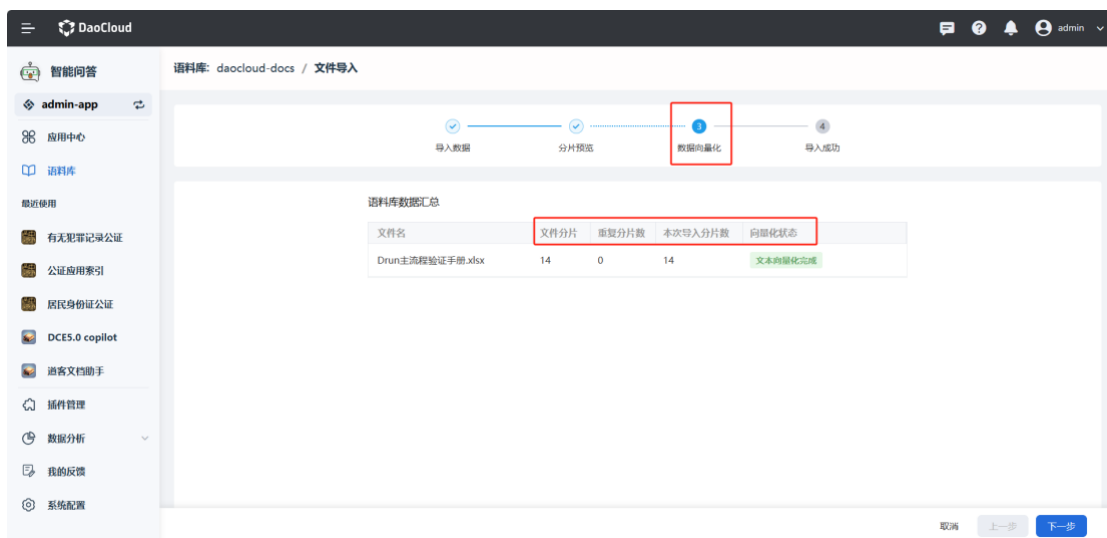 DaoCloud
admin
智能问答
语料库: daocloud-docs / 文件导入
admin-app
应用中心
语料库
最近使用
有无犯罪记录公证
公证应用索引
居民身份证公证
DCE5.0 copilot
道客文档助手
插件管理
数据分析
我的反馈
系统配置
3 4
导入数据 分片预览 数据向量化 导入成功
语料库数据汇总
文件名 文件分片 重复分片数 本次导入分片数 向量化状态
Drun主流程验证手册.xlsx 14 0 14 文本向量化完成
取消 上一步 下一步